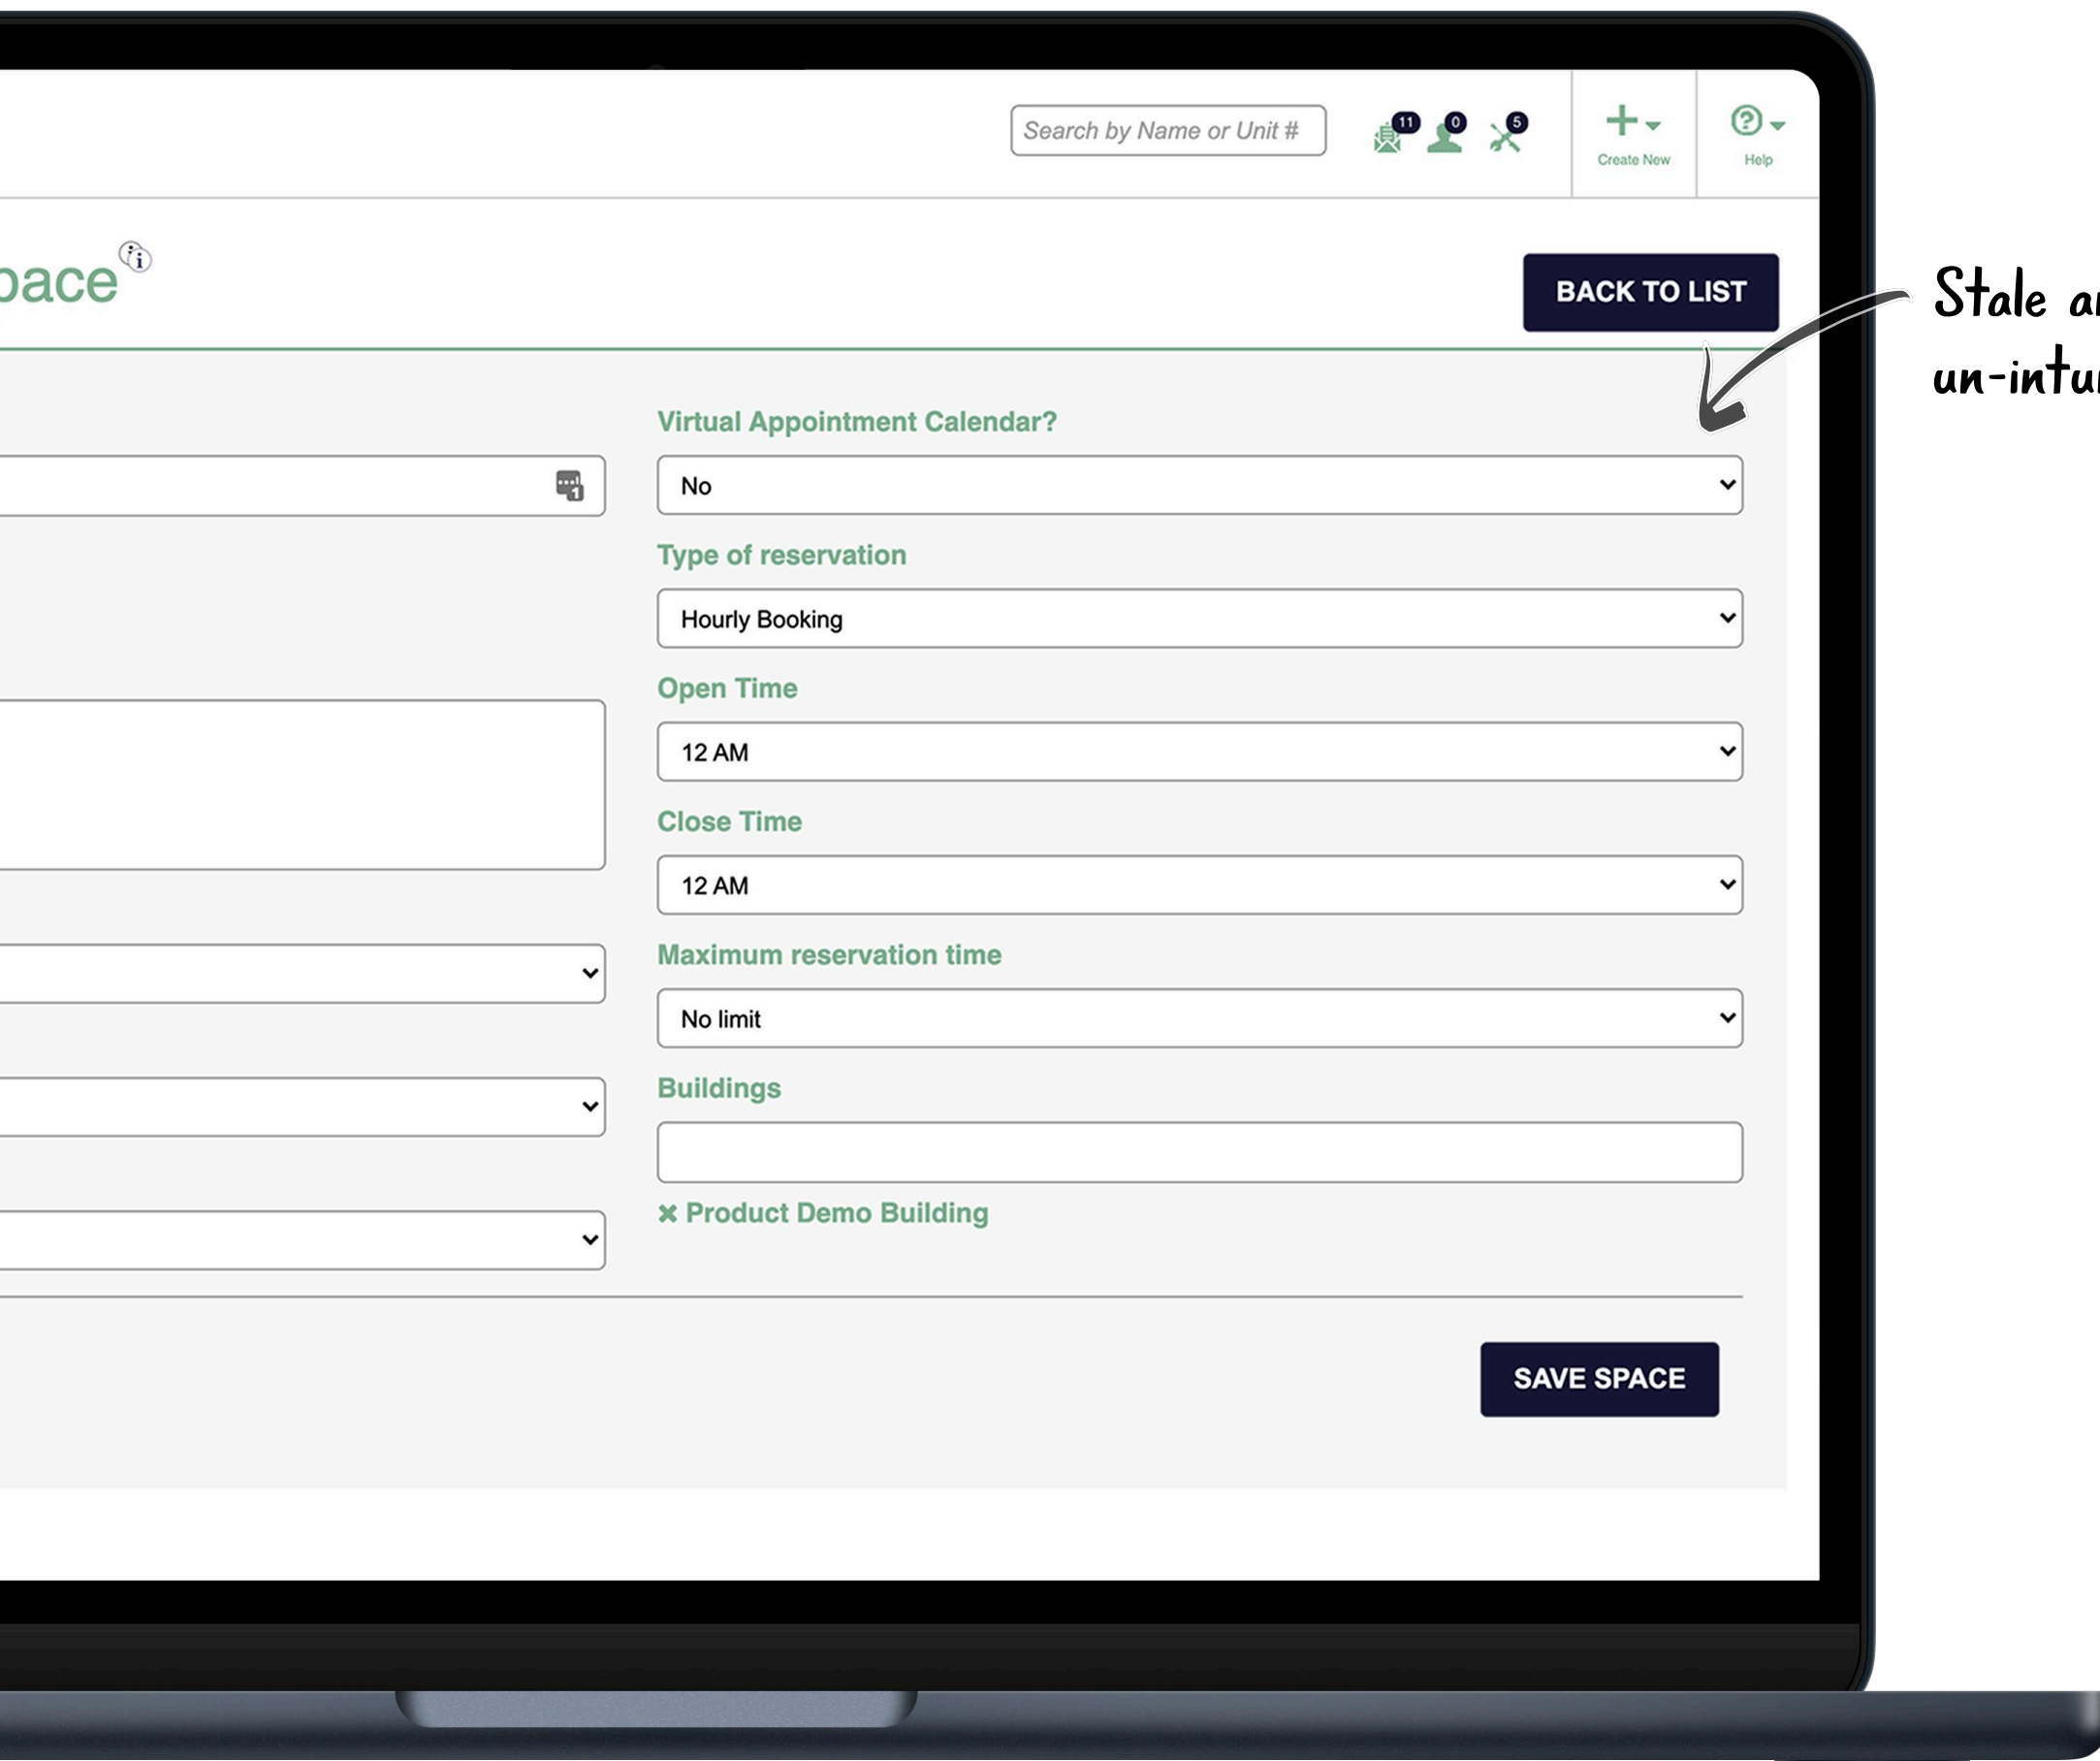 Search by Name or Unit #
11
0
5
Create New
Help
pace
BACK TO LIST
Stale
Virtual Appointment Calendar?
No
1
Type of reservation
Hourly Booking
Open Time
12 AM
Close Time
12 AM
Maximum reservation time
No limit
Buildings
✖ Product Demo Building
SAVE SPACE